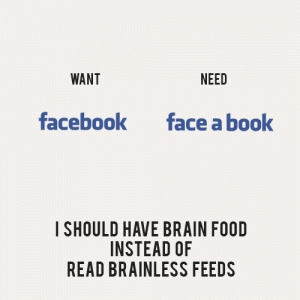 WANT NEED
facebook face a book
I SHOULD HAVE BRAIN FOOD
INSTEAD OF
READ BRAINLESS FEEDS